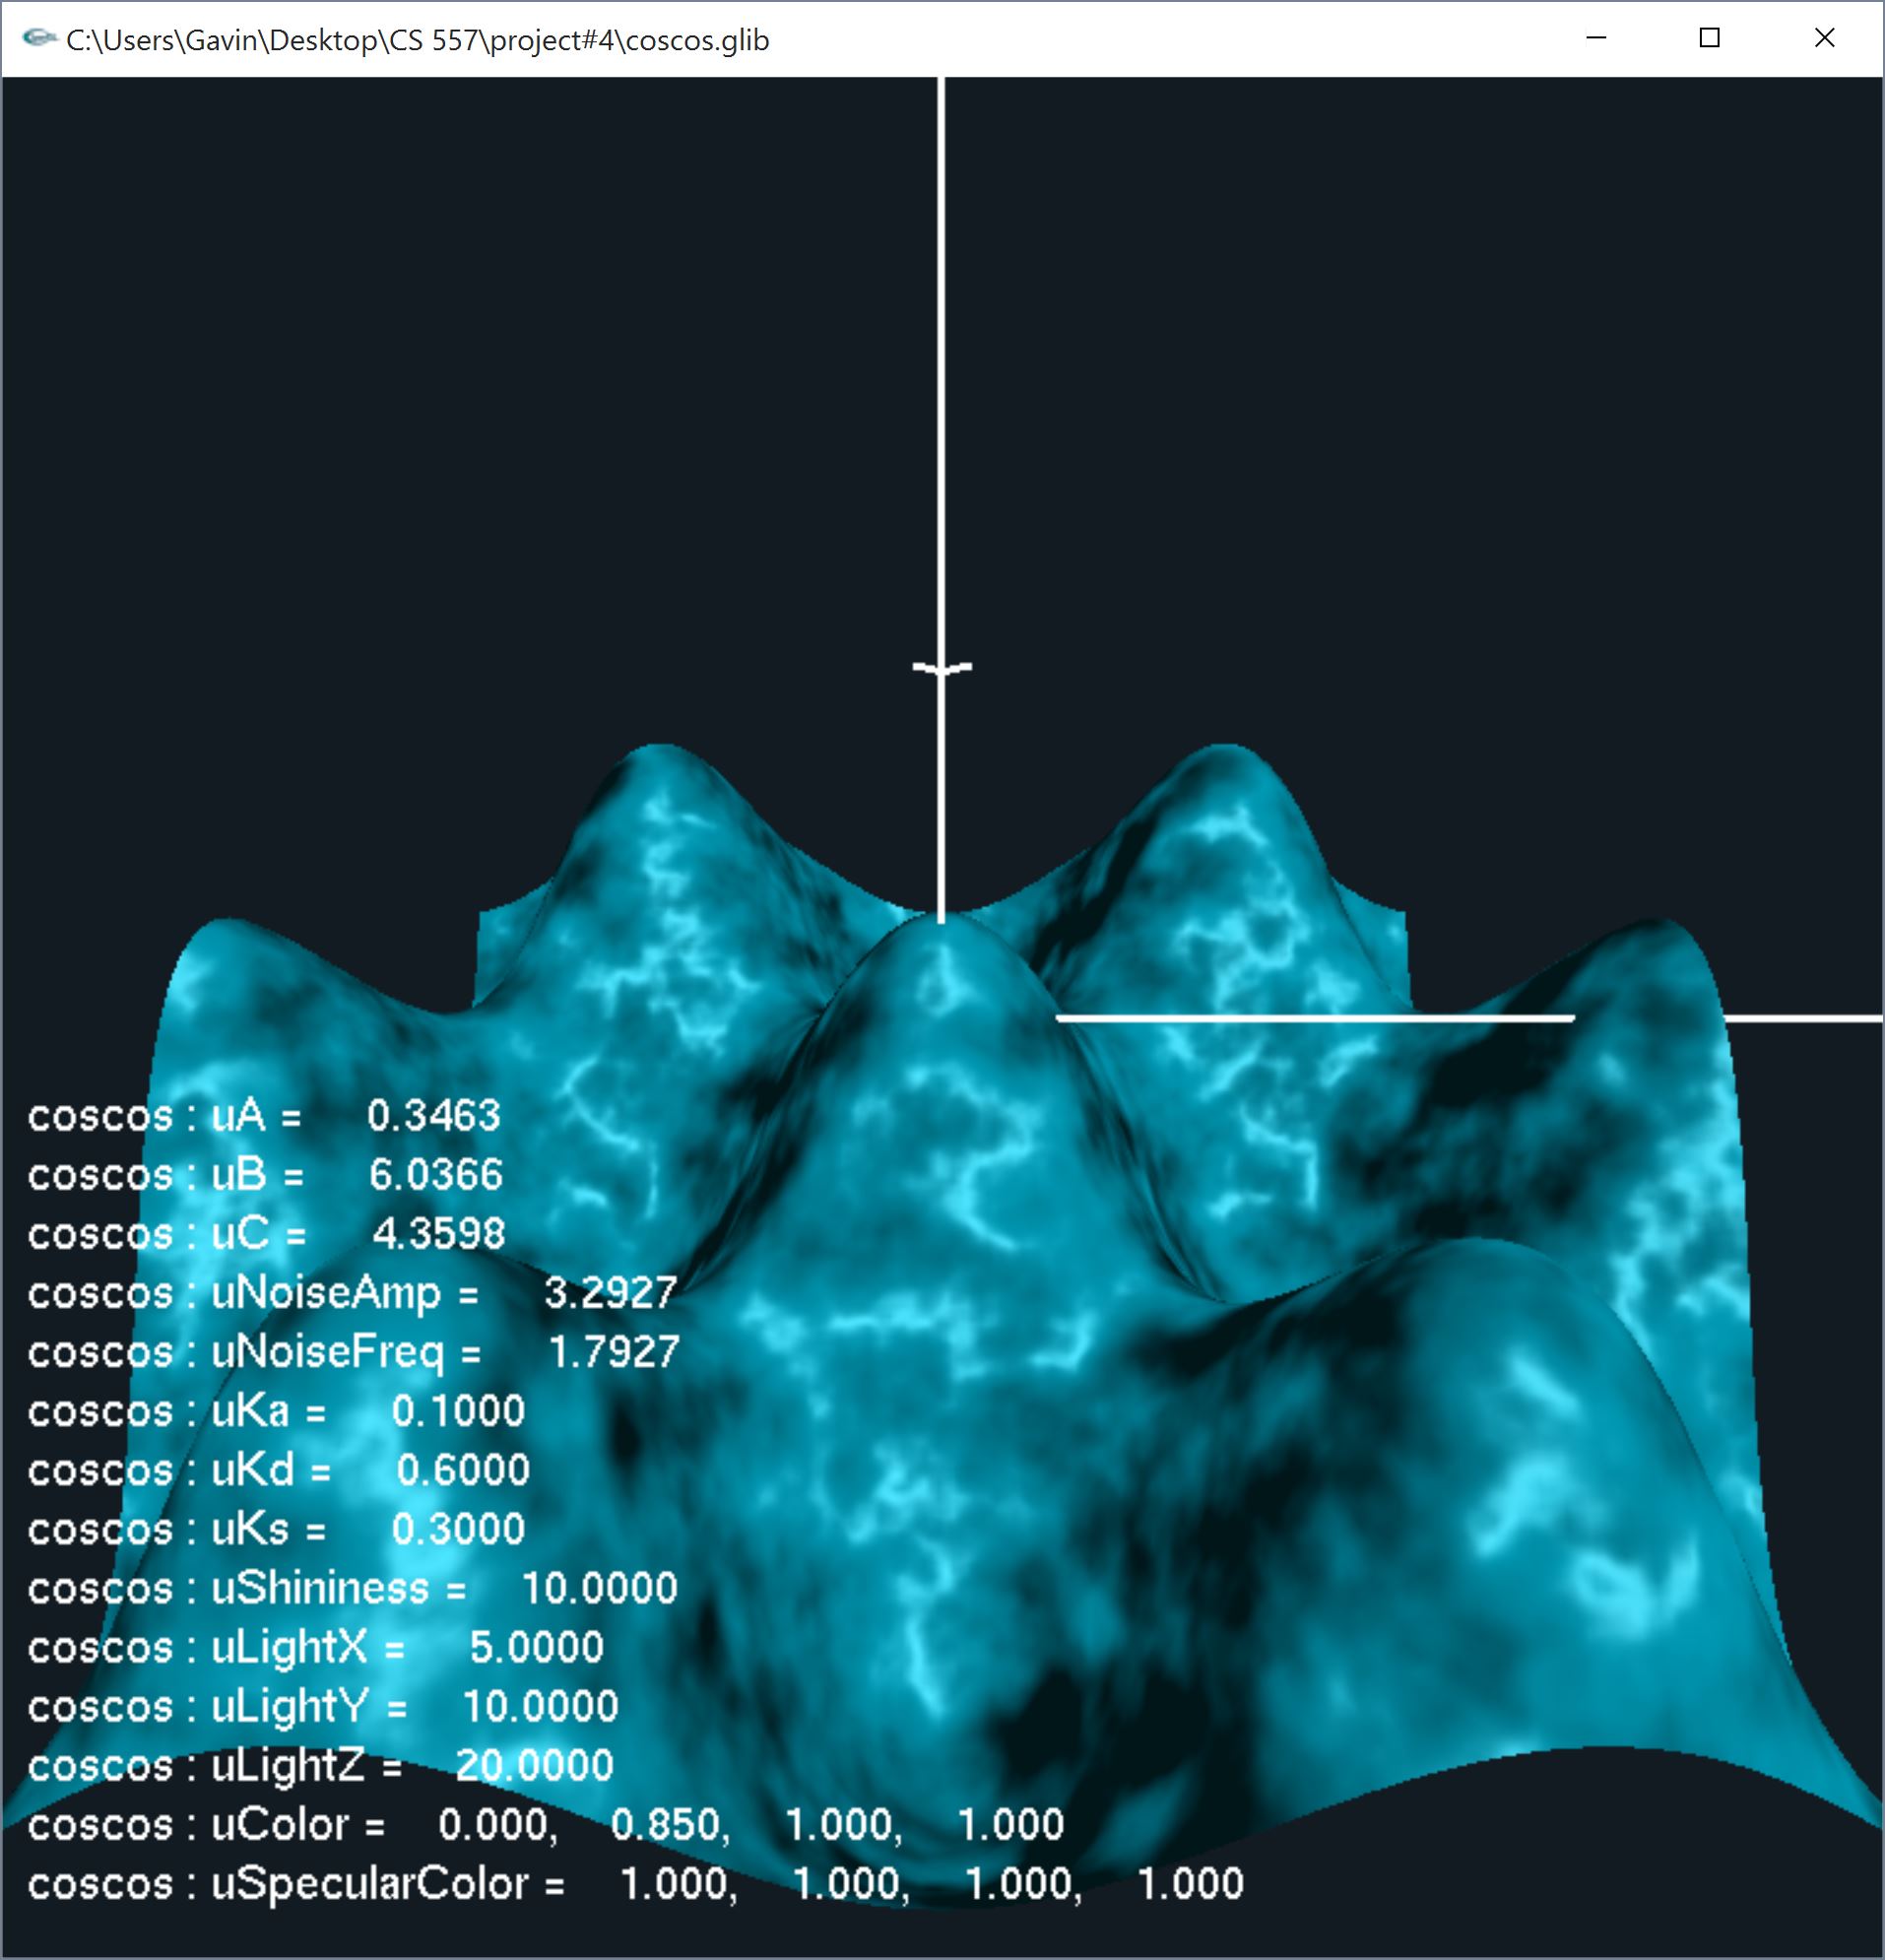 C:\Users\Gavin\Desktop\CS 557\project#4\coscos.glib
coscos : uA = 0.3463
coscos : uB = 6.0366
coscos : uC = 4.3598
coscos : uNoiseAmp = 3.2927
coscos : uNoiseFreq = 1.7927
coscos : uKa = 0.1000
coscos : uKd = 0.6000
coscos : uKs = 0.3000
coscos : uShininess = 10.0000
coscos : uLightX = 5.0000
coscos : uLightY = 10.0000
coscos : uLightZ = 20.0000
coscos : uColor = 0.000, 0.850, 1.000, 1.000
coscos : uSpecularColor = 1.000, 1.000, 1.000, 1.000